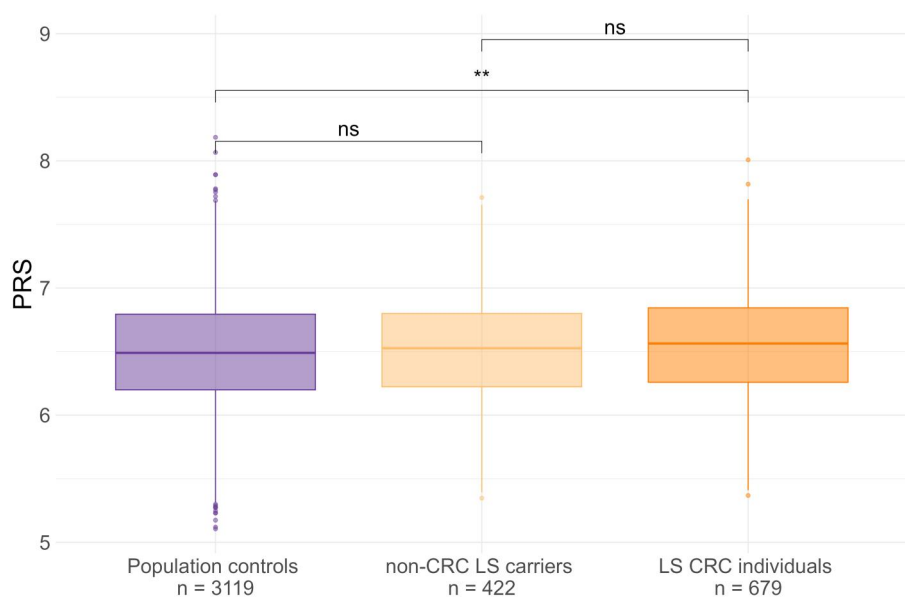 9
ns
**
ns
8
7
PRS
6
5
Population controls
n = 3119
non-CRC LS carriers
n = 422
LS CRC individuals
n = 679